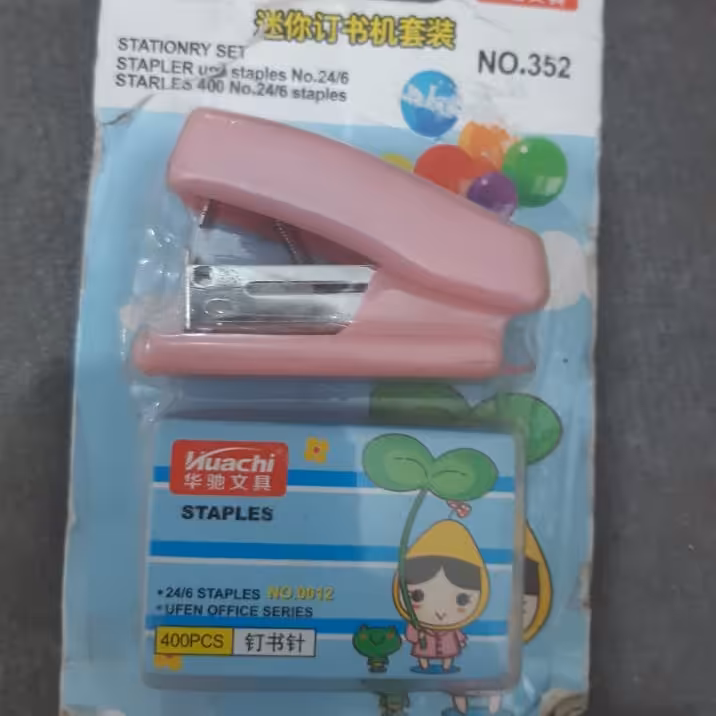 迷你订书机套装
STATIONRY SET
STAPLER und staples No.24/6
STARLES 400 No.24/6 staples
NO.352
Huachi
华驰文具
STAPLES
•24/6 STAPLES NO.0012
•UFEN OFFICE SERIES
400PCS 钉书针